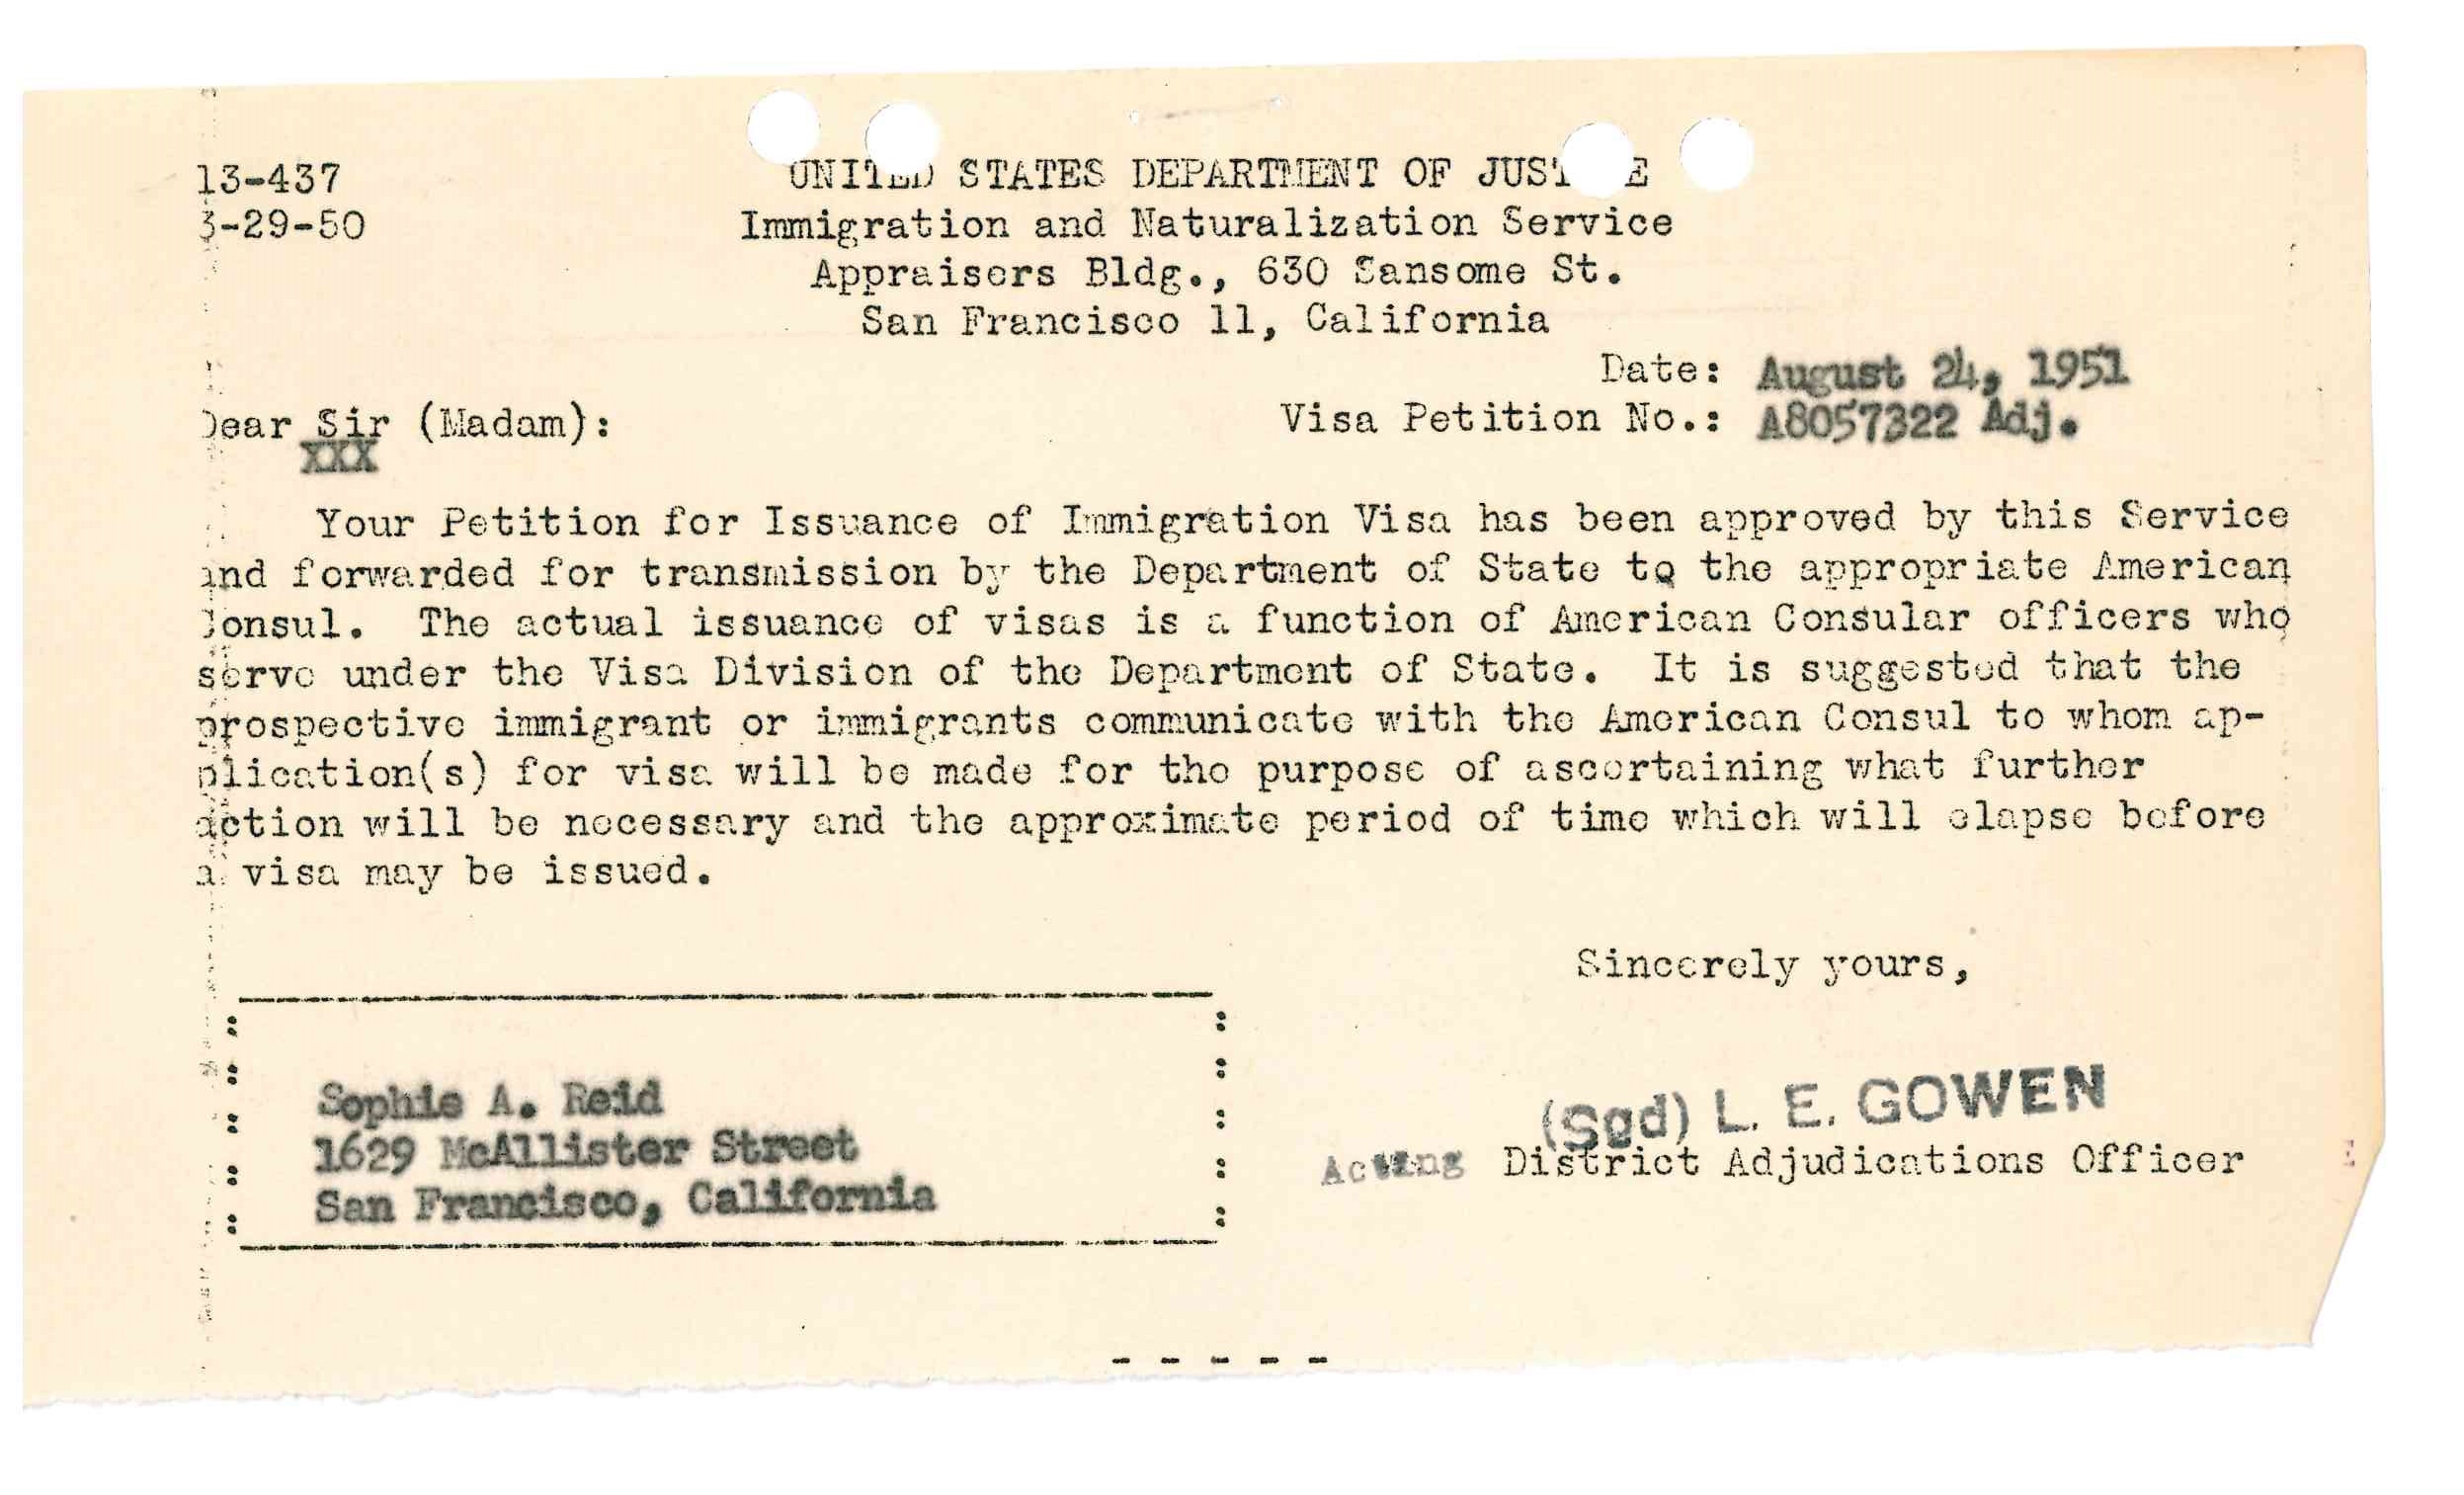 13-437
3-29-50
UNITED STATES DEPARTMENT OF JUSTICE
Immigration and Naturalization Service
Appraisers Bldg., 630 Sansome St.
San Francisco 11, California
Date: August 24, 1951
Dear Sir (Madam): Visa Petition No.: A8057322 Adj.
XXX
Your Petition for Issuance of Immigration Visa has been approved by this Service
and forwarded for transmission by the Department of State to the appropriate American
Consul. The actual issuance of visas is a function of American Consular officers who
serve under the Visa Division of the Department of State. It is suggested that the
prospective immigrant or immigrants communicate with the American Consul to whom ap-
plication(s) for visa will be made for the purpose of ascertaining what further
action will be necessary and the approximate period of time which will elapse before
a visa may be issued.
Sincerely yours,
(Sgd) L. E. GOWEN
Acting District Adjudications Officer
Sophie A. Reid
1629 McAllister Street
San Francisco, California
- - - - -